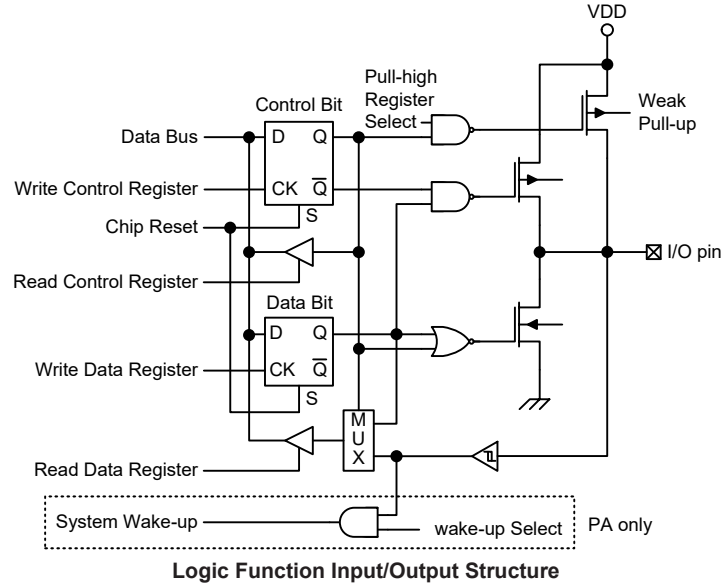 VDD
Pull-high
Register
Select
Control Bit
Weak
Pull-up
Data Bus
D
Q
Write Control Register
CK
Q
S
Chip Reset
I/O pin
Read Control Register
Data Bit
D
Q
Write Data Register
CK
Q
S
M
U
X
Read Data Register
System Wake-up
wake-up Select
PA only
Logic Function Input/Output Structure